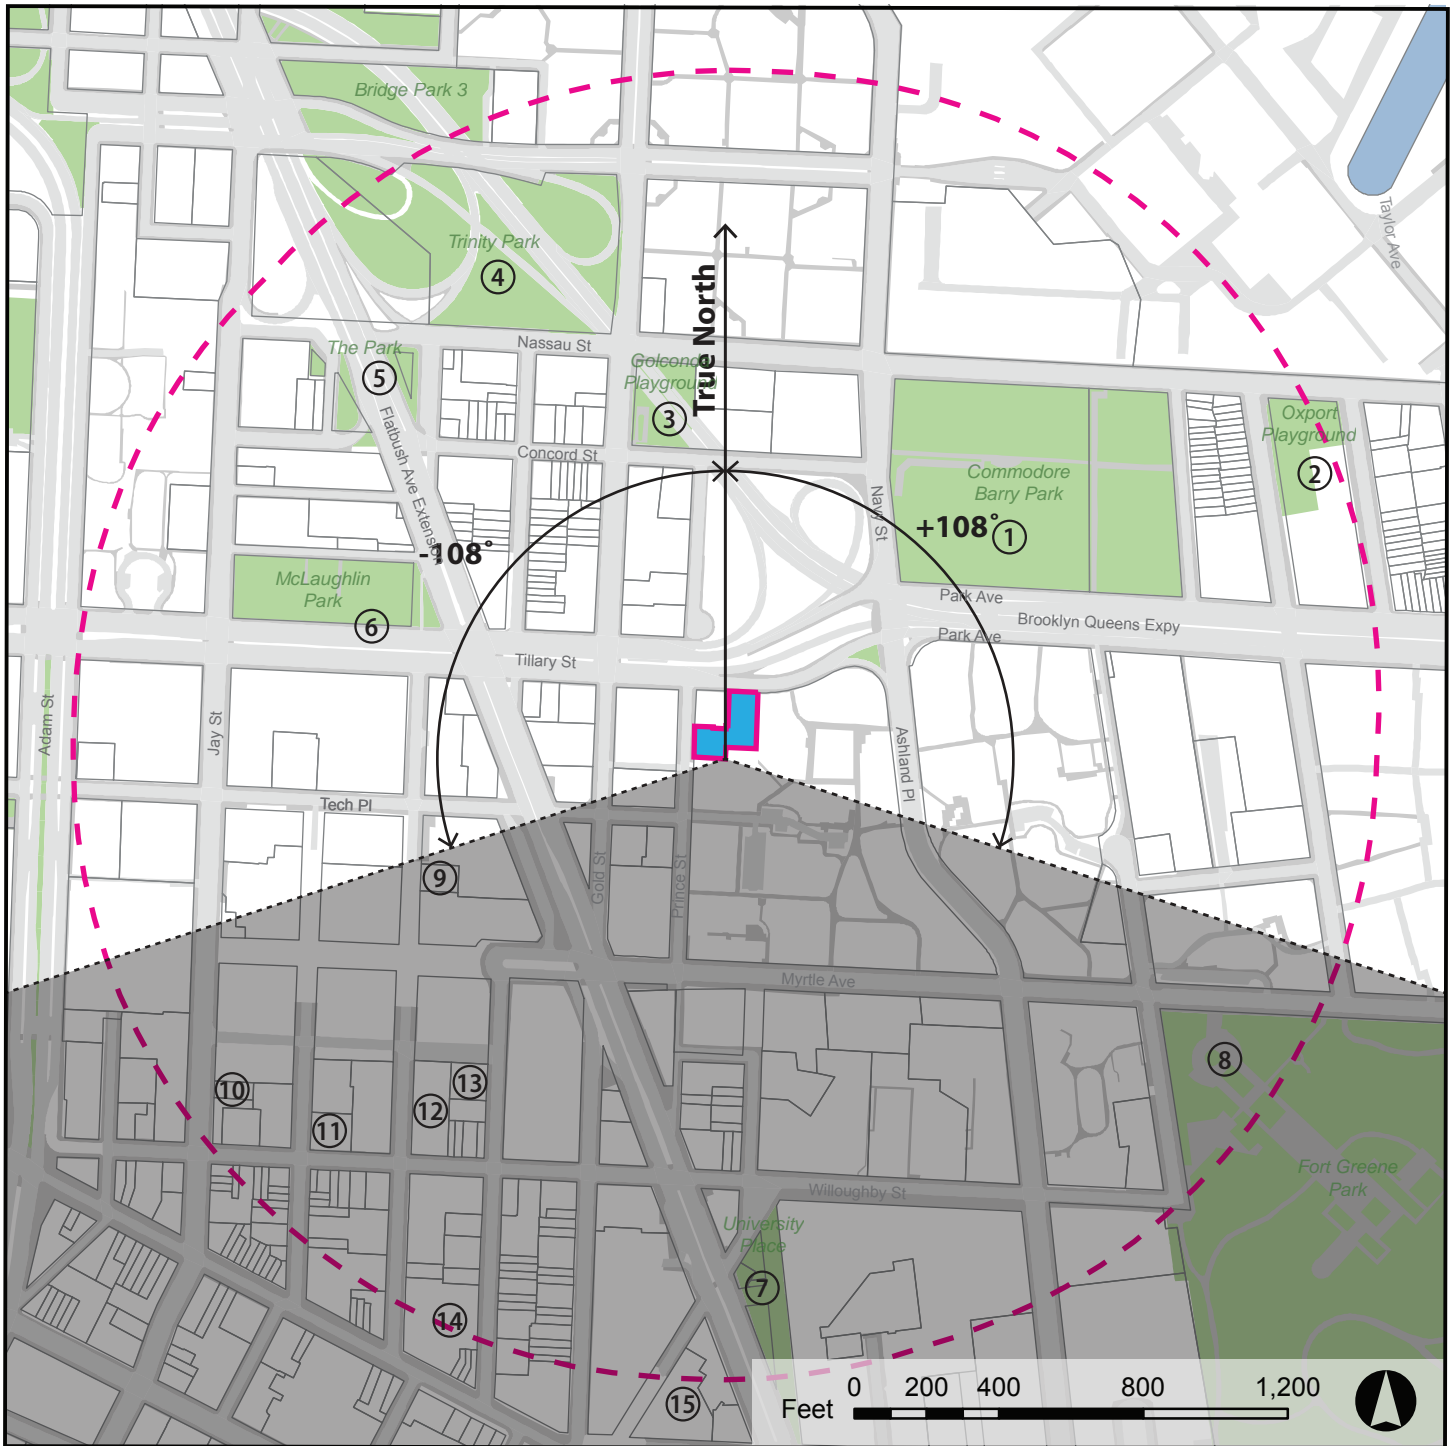 Bridge Park 3
Taylor Ave
Trinity Park
4
True North
Nassau St
The Park
5
Golconda
Playground
3
Oxport
Playground
2
Flatbush Ave Extension
Concord St
Commodore
Barry Park
Navy St
+108°
1
-108°
McLaughlin
Park
6
Park Ave
Brooklyn Queens Expy
Park Ave
Tillary St
Adam St
Jay St
Ashland Pl
Tech Pl
9
Gold St
Prince St
Myrtle Ave
8
10
13
12
11
Fort Greene
Park
Willoughby St
University
Place
7
14
15
0 200 400 800 1,200
Feet